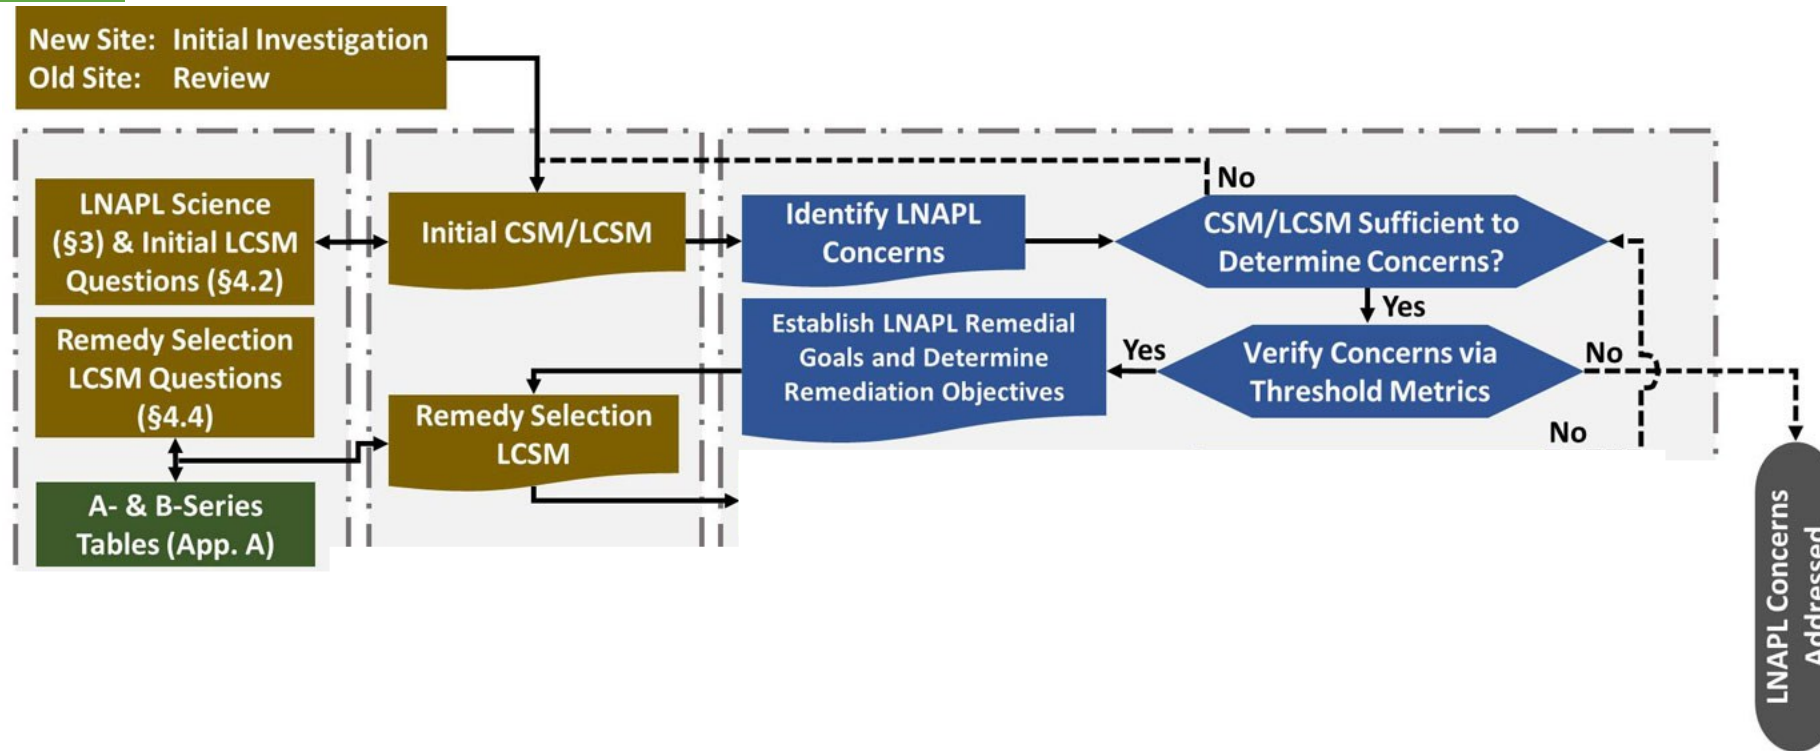 New Site: Initial Investigation
Old Site: Review
LNAPL Science
(§3) & Initial LCSM
Questions (§4.2)
Initial CSM/LCSM
Identify LNAPL
Concerns
No
CSM/LCSM Sufficient to
Determine Concerns?
Yes
Remedy Selection
LCSM Questions
(§4.4)
Remedy Selection
LCSM
Establish LNAPL Remedial
Goals and Determine
Remediation Objectives
Yes
Verify Concerns via
Threshold Metrics
No
No
A- & B-Series
Tables (App. A)
LNAPL Concerns
Addressed